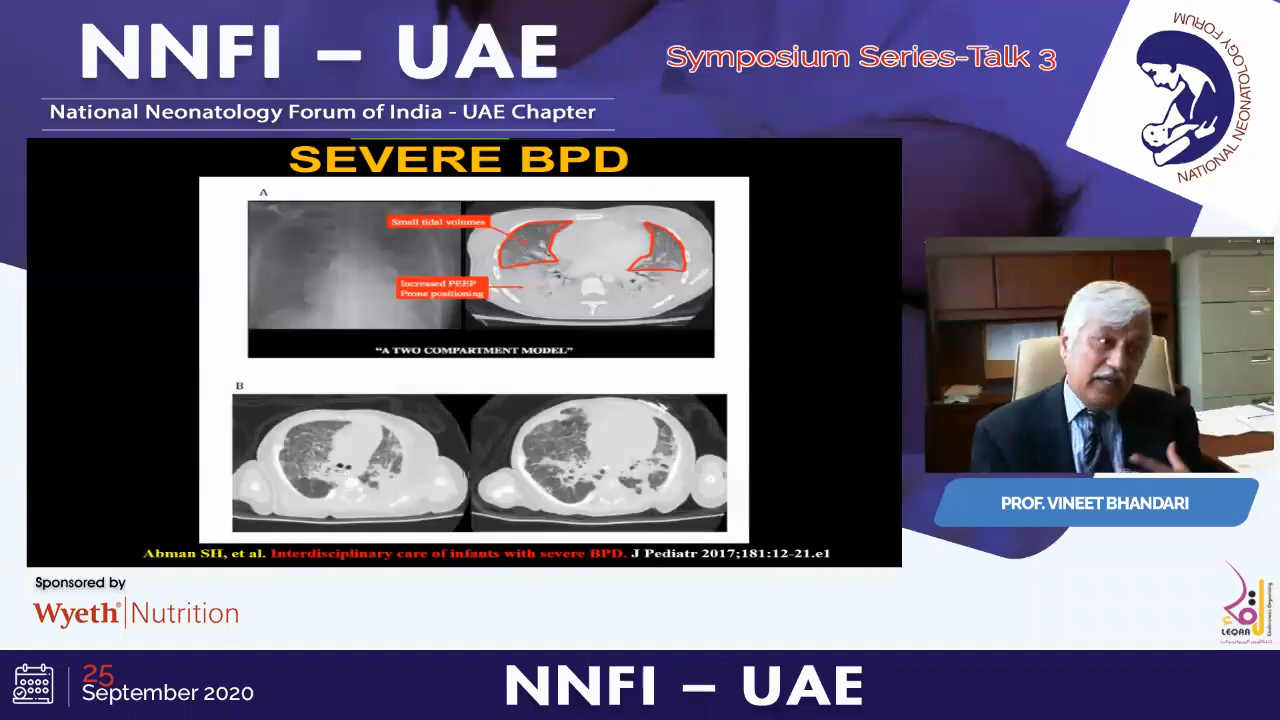 NNFI – UAE
National Neonatology Forum of India - UAE Chapter
Symposium Series-Talk 3
NATIONAL NEONATOLOGY FORUM
SEVERE BPD
A
Small tidal volumes
Increased PEEP
Prone positioning
"A TWO COMPARTMENT MODEL"
B
Abman SH, et al. Interdisciplinary care of infants with severe BPD. J Pediatr 2017;181:12-21.e1
PROF. VINEET BHANDARI
Sponsored by
Wyeth® Nutrition
LEQAA
25
September 2020
NNFI – UAE